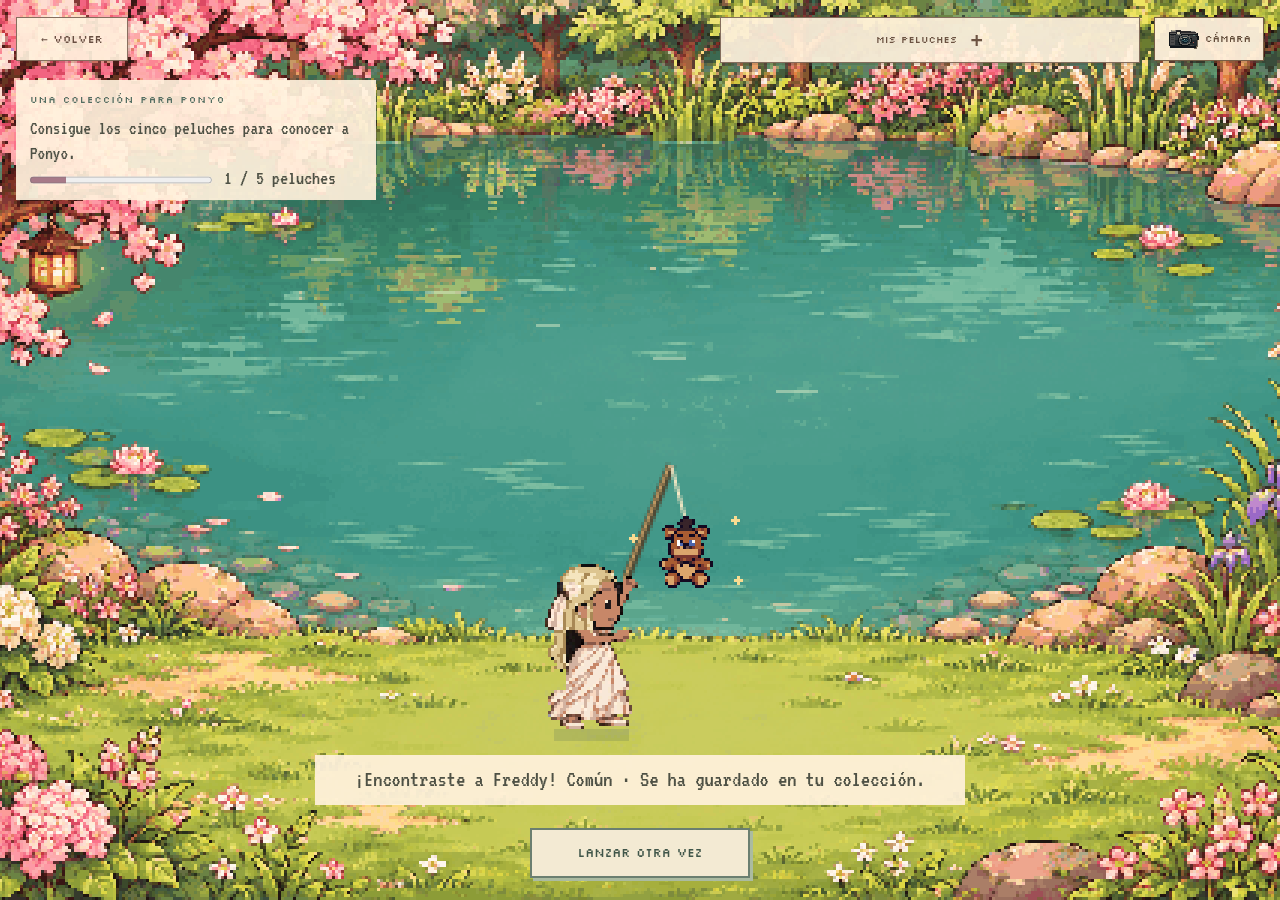 ← VOLVER
MIS PELUCHES +
CÁMARA
UNA COLECCIÓN PARA PONYO
Consigue los cinco peluches para conocer a
Ponyo.
1 / 5 peluches
¡Encontraste a Freddy! Común · Se ha guardado en tu colección.
LANZAR OTRA VEZ